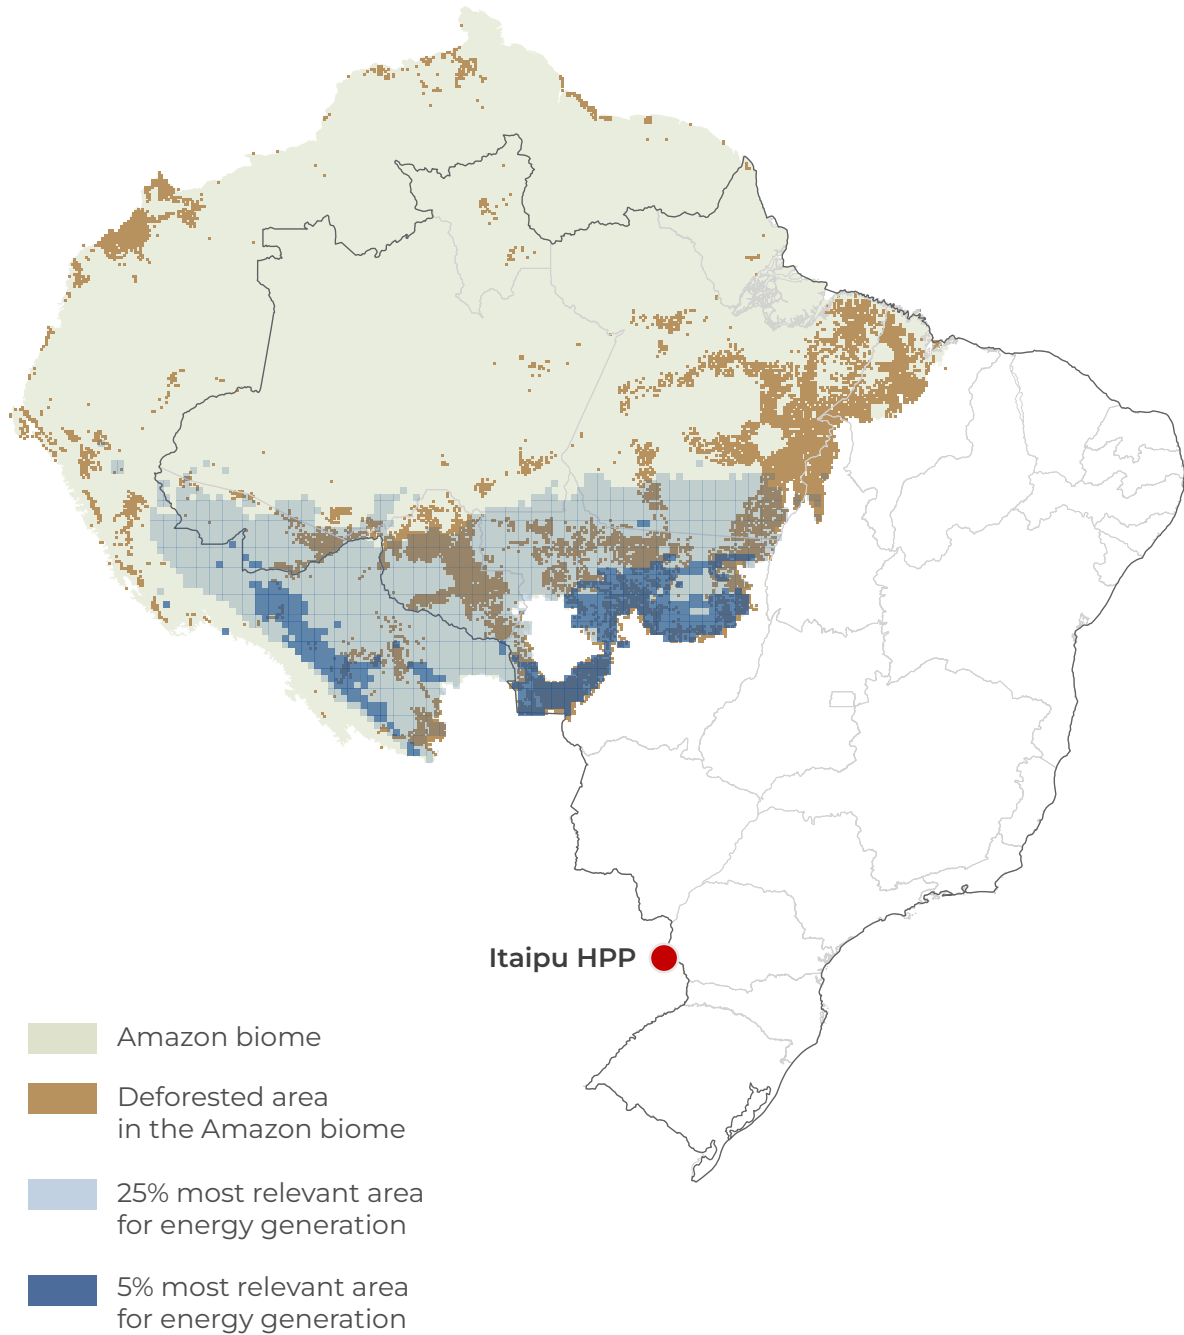 Itaipu HPP
Amazon biome
Deforested area
in the Amazon biome
25% most relevant area
for energy generation
5% most relevant area
for energy generation